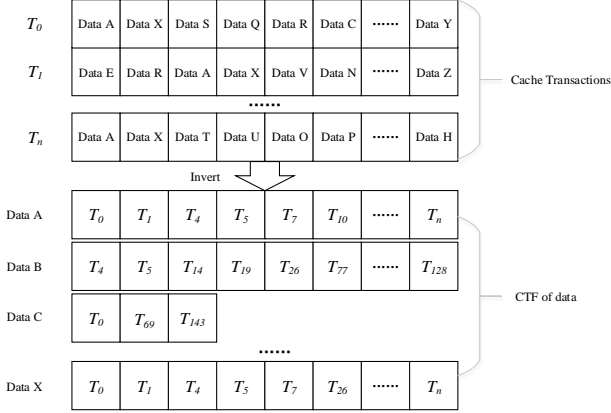 T0 Data A Data X Data S Data Q Data R Data C ...... Data Y
T1 Data E Data R Data A Data X Data V Data N ...... Data Z
Cache Transactions
......
Tn Data A Data X Data T Data U Data O Data P ...... Data H
Invert
Data A T0 T1 T4 T5 T7 T10 ...... Tn
Data B T4 T5 T14 T19 T26 T77 ...... T128
CTF of data
Data C T0 T69 T143
......
Data X T0 T1 T4 T5 T7 T26 ...... Tn